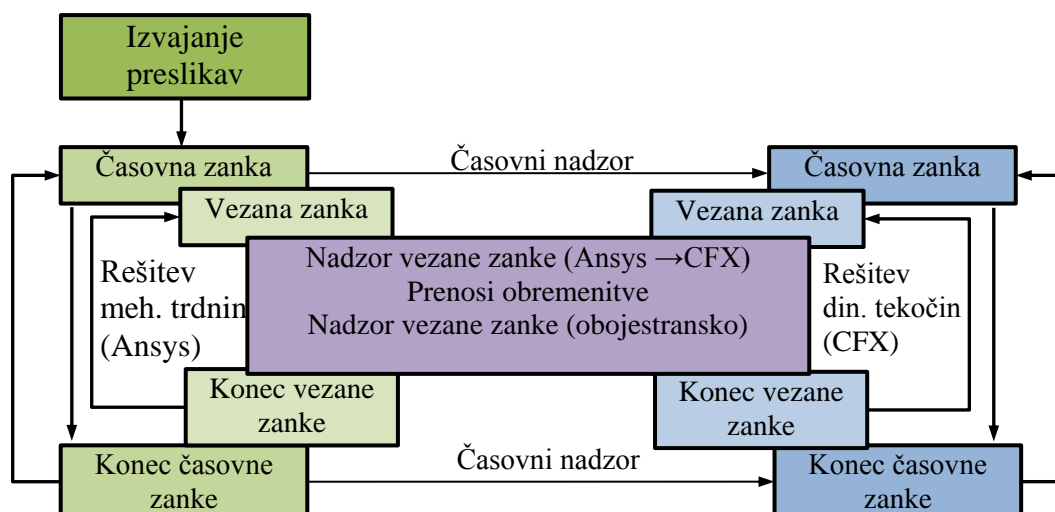 Izvajanje
preslikav
Časovna zanka
Časovni nadzor
Časovna zanka
Vezana zanka
Vezana zanka
Nadzor vezane zanke (Ansys →CFX)
Prenosi obremenitve
Nadzor vezane zanke (obojestransko)
Rešitev
meh. trdnin
(Ansys)
Rešitev
din. tekočin
(CFX)
Konec vezane
zanke
Konec vezane
zanke
Konec časovne
zanke
Časovni nadzor
Konec časovne
zanke